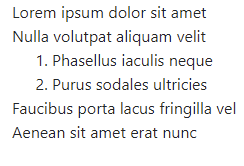 Lorem ipsum dolor sit amet
Nulla volutpat aliquam velit
1. Phasellus iaculis neque
2. Purus sodales ultricies
Faucibus porta lacus fringilla vel
Aenean sit amet erat nunc